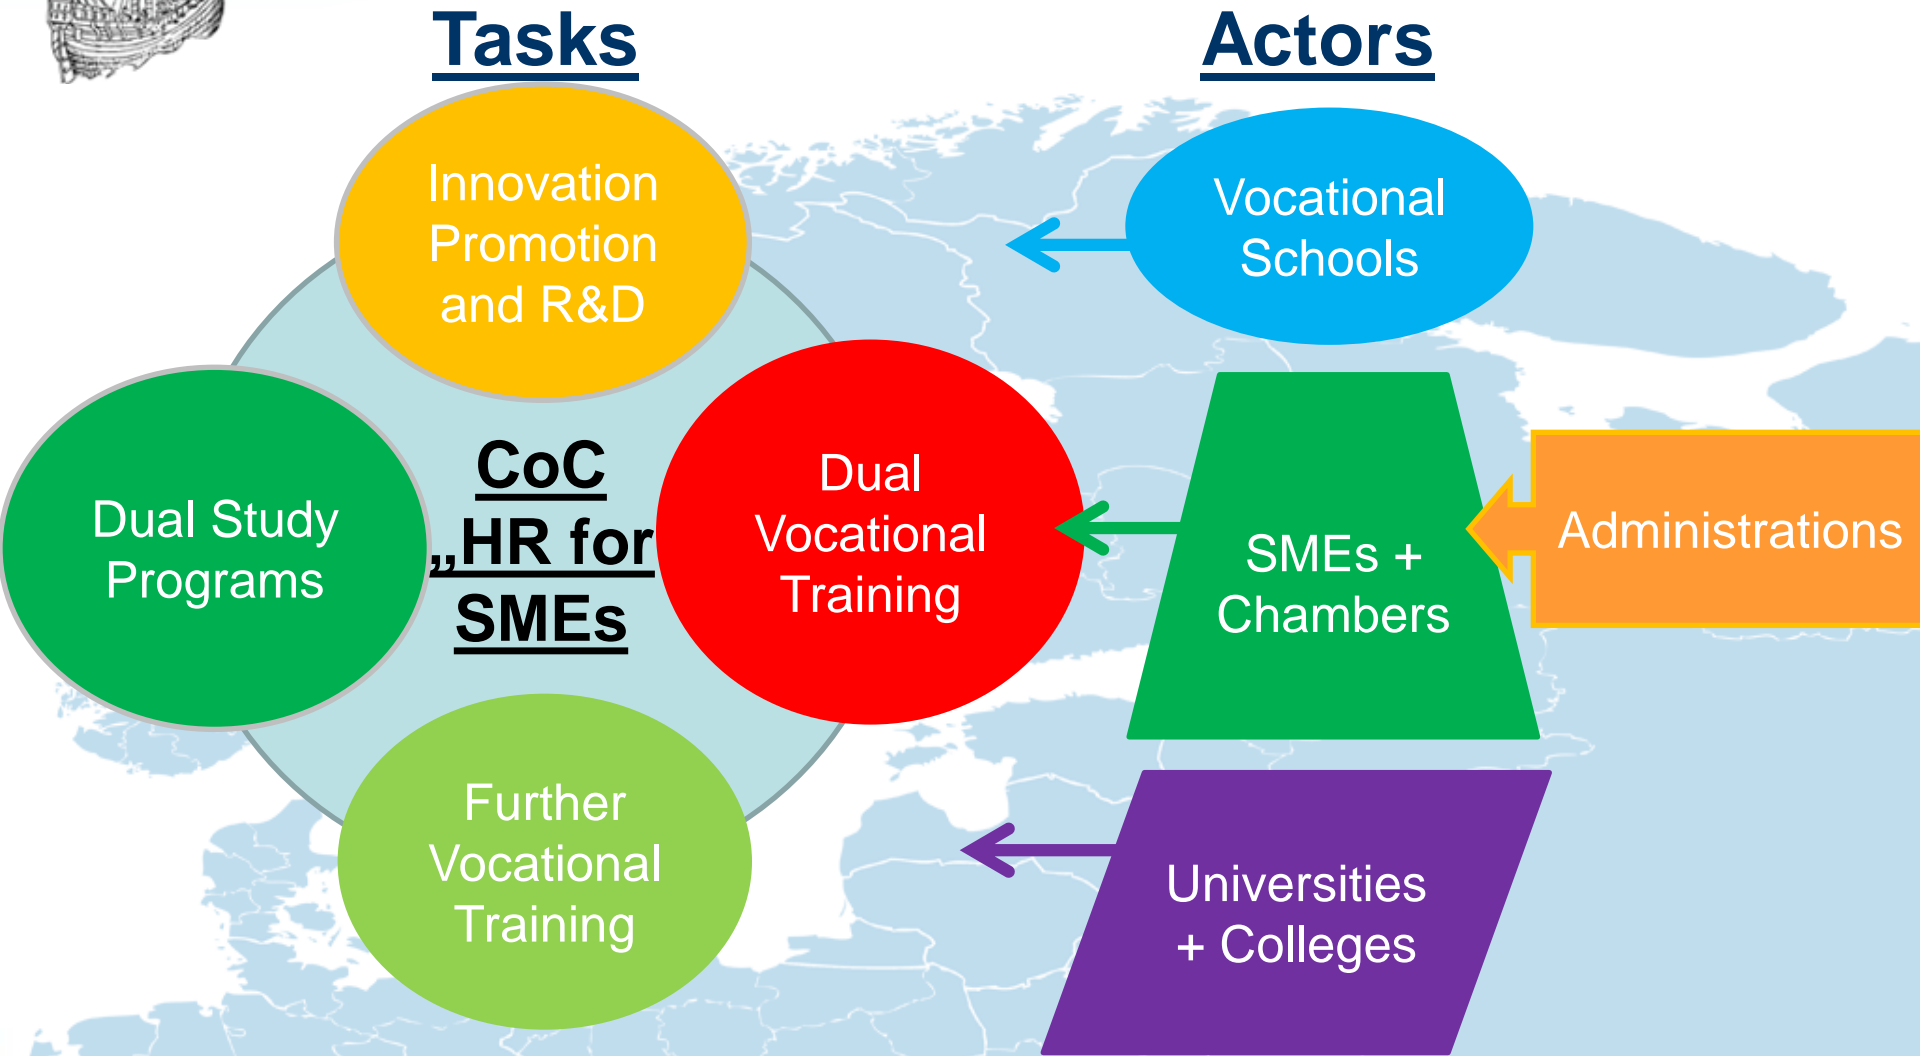 Tasks
Actors
Innovation
Promotion
and R&D
Vocational
Schools
Dual Study
Programs
CoC
„HR for
SMEs
Dual
Vocational
Training
SMEs +
Chambers
Administrations
Further
Vocational
Training
Universities
+ Colleges